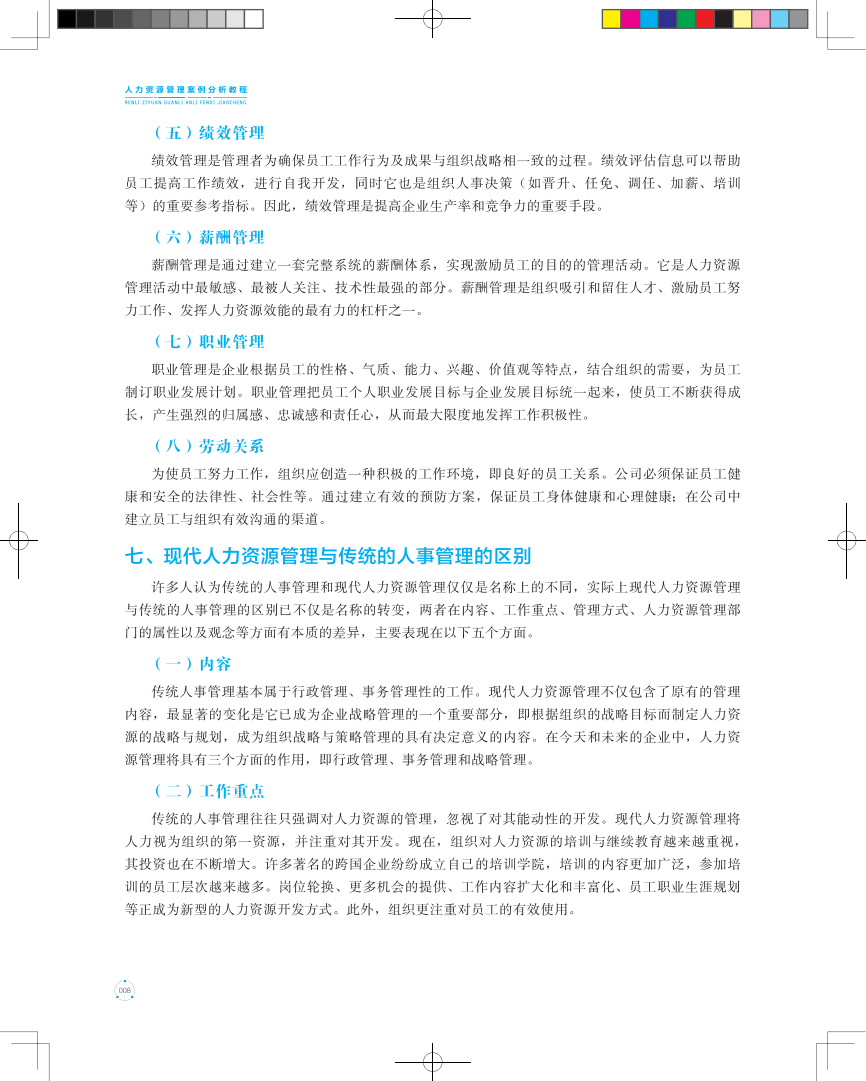 人力资源管理案例分析教程
RENLI ZIYUAN GUANLI ANLI FENXI JIAOCHENG
（五）绩效管理
绩效管理是管理者为确保员工工作行为及成果与组织战略相一致的过程。绩效评估信息可以帮助
员工提高工作绩效，进行自我开发，同时它也是组织人事决策（如晋升、任免、调任、加薪、培训
等）的重要参考指标。因此，绩效管理是提高企业生产率和竞争力的重要手段。
（六）薪酬管理
薪酬管理是通过建立一套完整系统的薪酬体系，实现激励员工的目的的管理活动。它是人力资源
管理活动中最敏感、最被人关注、技术性最强的部分。薪酬管理是组织吸引和留住人才、激励员工努
力工作、发挥人力资源效能的最有力的杠杆之一。
（七）职业管理
职业管理是企业根据员工的性格、气质、能力、兴趣、价值观等特点，结合组织的需要，为员工
制订职业发展计划。职业管理把员工个人职业发展目标与企业发展目标统一起来，使员工不断获得成
长，产生强烈的归属感、忠诚感和责任心，从而最大限度地发挥工作积极性。
（八）劳动关系
为使员工努力工作，组织应创造一种积极的工作环境，即良好的员工关系。公司必须保证员工健
康和安全的法律性、社会性等。通过建立有效的预防方案，保证员工身体健康和心理健康；在公司中
建立员工与组织有效沟通的渠道。
七、现代人力资源管理与传统的人事管理的区别
许多人认为传统的人事管理和现代人力资源管理仅仅是名称上的不同，实际上现代人力资源管理
与传统的人事管理的区别已不仅是名称的转变，两者在内容、工作重点、管理方式、人力资源管理部
门的属性以及观念等方面有本质的差异，主要表现在以下五个方面。
（一）内容
传统人事管理基本属于行政管理、事务管理性的工作。现代人力资源管理不仅包含了原有的管理
内容，最显著的变化是它已成为企业战略管理的一个重要部分，即根据组织的战略目标而制定人力资
源的战略与规划，成为组织战略与策略管理的具有决定意义的内容。在今天和未来的企业中，人力资
源管理将具有三个方面的作用，即行政管理、事务管理和战略管理。
（二）工作重点
传统的人事管理往往只强调对人力资源的管理，忽视了对其能动性的开发。现代人力资源管理将
人力视为组织的第一资源，并注重对其开发。现在，组织对人力资源的培训与继续教育越来越重视，
其投资也在不断增大。许多著名的跨国企业纷纷成立自己的培训学院，培训的内容更加广泛，参加培
训的员工层次越来越多。岗位轮换、更多机会的提供、工作内容扩大化和丰富化、员工职业生涯规划
等正成为新型的人力资源开发方式。此外，组织更注重对员工的有效使用。
008